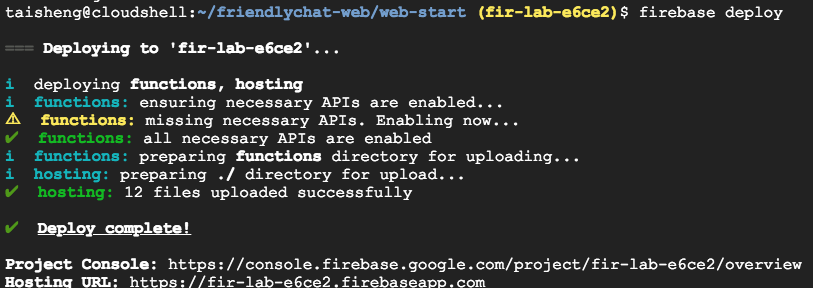 taisheng@cloudshell:~/friendlychat-web/web-start (fir-lab-e6ce2)$ firebase deploy
=== Deploying to 'fir-lab-e6ce2'...
i deploying functions, hosting
i functions: ensuring necessary APIs are enabled...
⚠ functions: missing necessary APIs. Enabling now...
✔ functions: all necessary APIs are enabled
i functions: preparing functions directory for uploading...
i hosting: preparing ./ directory for upload...
✔ hosting: 12 files uploaded successfully
✔ Deploy complete!
Project Console: https://console.firebase.google.com/project/fir-lab-e6ce2/overview
Hosting URL: https://fir-lab-e6ce2.firebaseapp.com